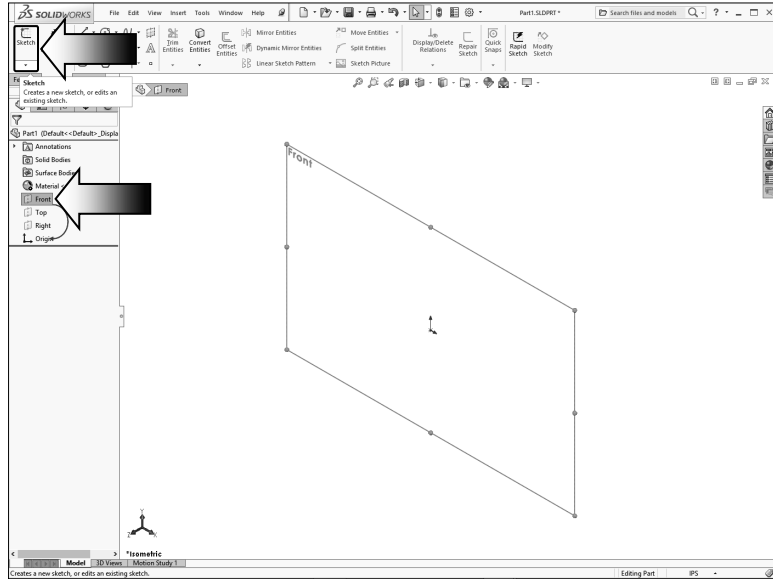 SOLIDWORKS File Edit View Insert Tools Window Help Part1.SLDPRT * Search files and models ?
Sketch
Trim Entities
Convert Entities
Offset Entities
Mirror Entities
Dynamic Mirror Entities
Linear Sketch Pattern
Move Entities
Split Entities
Sketch Picture
Display/Delete Relations
Repair Sketch
Quick Snaps
Rapid Sketch
Modify Sketch
Sketch
Creates a new sketch, or edits an
existing sketch.
Front
Part1 (Default<<Default>_Displa
Annotations
Solid Bodies
Surface Bodies
Material
Front
Top
Right
Origin
Front
Y
Z X
*Isometric
Model 3D Views Motion Study 1
Creates a new sketch, or edits an existing sketch. Editing Part IPS